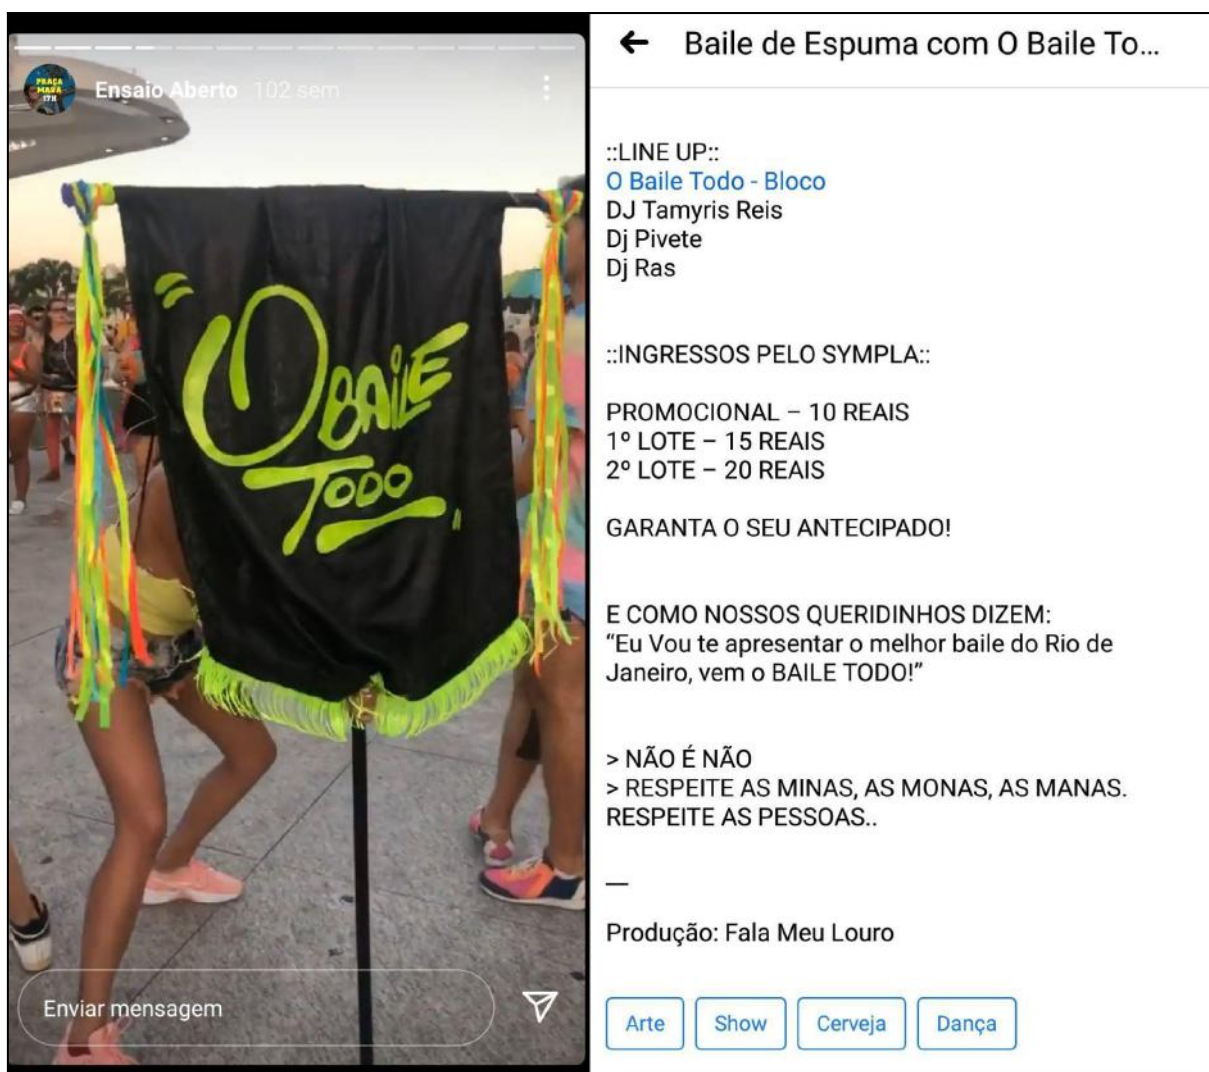 PRAÇA
MAUÁ
17H
Ensaio Aberto 102 sem
"O BAILE
TODO"
Enviar mensagem
Baile de Espuma com O Baile To...
::LINE UP::
O Baile Todo - Bloco
DJ Tamyris Reis
Dj Pivete
Dj Ras
::INGRESSOS PELO SYMPLA::
PROMOCIONAL – 10 REAIS
1º LOTE – 15 REAIS
2º LOTE – 20 REAIS
GARANTA O SEU ANTECIPADO!
E COMO NOSSOS QUERIDINHOS DIZEM:
“Eu Vou te apresentar o melhor baile do Rio de
Janeiro, vem o BAILE TODO!”
> NÃO É NÃO
> RESPEITE AS MINAS, AS MONAS, AS MANAS.
RESPEITE AS PESSOAS..
—
Produção: Fala Meu Louro
Arte Show Cerveja Dança